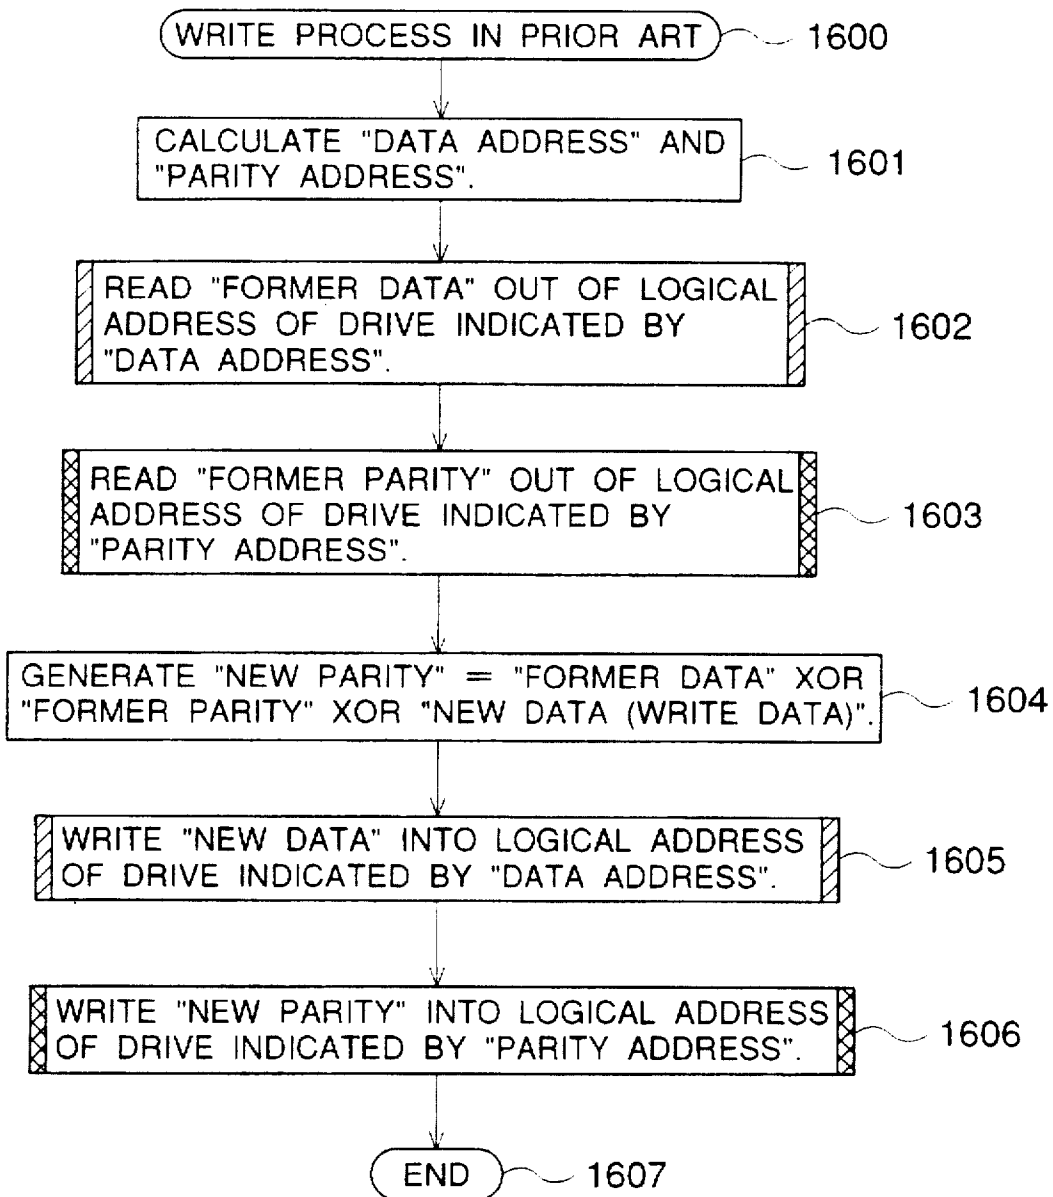 WRITE PROCESS IN PRIOR ART 1600
CALCULATE "DATA ADDRESS" AND
"PARITY ADDRESS".
1601
READ "FORMER DATA" OUT OF LOGICAL
ADDRESS OF DRIVE INDICATED BY
"DATA ADDRESS".
1602
READ "FORMER PARITY" OUT OF LOGICAL
ADDRESS OF DRIVE INDICATED BY
"PARITY ADDRESS".
1603
GENERATE "NEW PARITY" = "FORMER DATA" XOR
"FORMER PARITY" XOR "NEW DATA (WRITE DATA)".
1604
WRITE "NEW DATA" INTO LOGICAL ADDRESS
OF DRIVE INDICATED BY "DATA ADDRESS".
1605
WRITE "NEW PARITY" INTO LOGICAL ADDRESS
OF DRIVE INDICATED BY "PARITY ADDRESS".
1606
END 1607